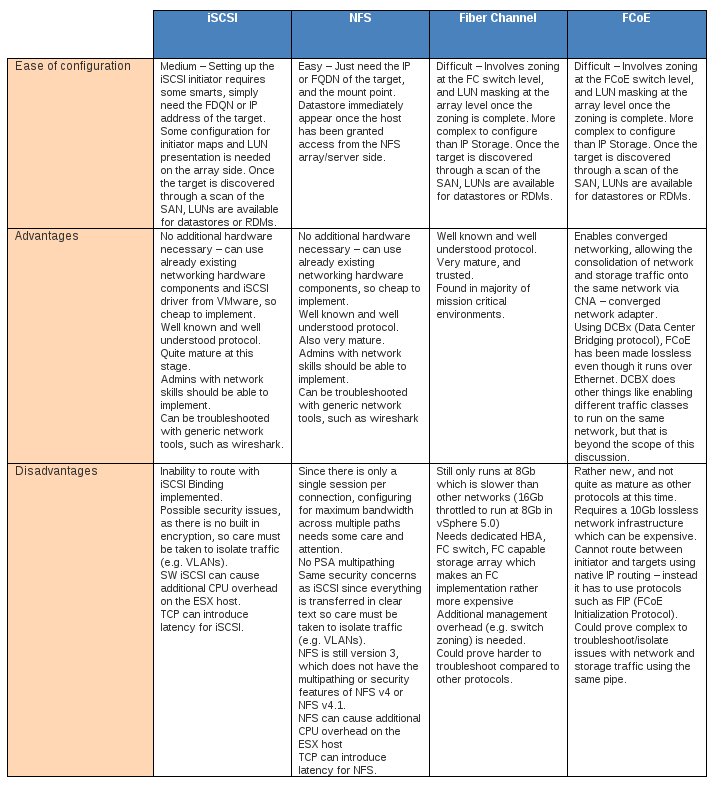 iSCSI
NFS
Fiber Channel
FCoE
Ease of configuration
Medium – Setting up the
iSCSI initiator requires
some smarts, simply
need the FDQN or IP
address of the target.
Some configuration for
initiator maps and LUN
presentation is needed
on the array side. Once
the target is discovered
through a scan of the
SAN, LUNs are available
for datastores or RDMs.
Easy – Just need the IP
or FQDN of the target,
and the mount point.
Datastore immediately
appear once the host
has been granted
access from the NFS
array/server side.
Difficult – Involves zoning
at the FC switch level,
and LUN masking at the
array level once the
zoning is complete. More
complex to configure
than IP Storage. Once the
target is discovered
through a scan of the
SAN, LUNs are available
for datastores or RDMs.
Difficult – Involves zoning
at the FCoE switch level,
and LUN masking at the
array level once the
zoning is complete. More
complex to configure
than IP Storage. Once the
target is discovered
through a scan of the
SAN, LUNs are available
for datastores or RDMs.
Advantages
No additional hardware
necessary – can use
already existing
networking hardware
components and iSCSI
driver from VMware, so
cheap to implement.
Well known and well
understood protocol.
Quite mature at this
stage.
Admins with network
skills should be able to
implement.
Can be troubleshooted
with generic network
tools, such as wireshark.
No additional hardware
necessary – can use
already existing
networking hardware
components, so cheap to
implement.
Well known and well
understood protocol.
Also very mature.
Admins with network
skills should be able to
implement.
Can be troubleshooted
with generic network
tools, such as wireshark
Well known and well
understood protocol.
Very mature, and
trusted.
Found in majority of
mission critical
environments.
Enables converged
networking, allowing the
consolidation of network
and storage traffic onto
the same network via
CNA – converged
network adapter.
Using DCBx (Data Center
Bridging protocol), FCoE
has been made lossless
even though it runs over
Ethernet. DCBX does
other things like enabling
different traffic classes
to run on the same
network, but that is
beyond the scope of this
discussion.
Disadvantages
Inability to route with
iSCSI Binding
implemented.
Possible security issues,
as there is no built in
encryption, so care must
be taken to isolate traffic
(e.g. VLANs).
SW iSCSI can cause
additional CPU overhead
on the ESX host.
TCP can introduce
latency for iSCSI.
Since there is only a
single session per
connection, configuring
for maximum bandwidth
across multiple paths
needs some care and
attention.
No PSA multipathing
Same security concerns
as iSCSI since everything
is transferred in clear
text so care must be
taken to isolate traffic
(e.g. VLANs).
NFS is still version 3,
which does not have the
multipathing or security
features of NFS v4 or
NFS v4.1.
NFS can cause additional
CPU overhead on the
ESX host
TCP can introduce
latency for NFS.
Still only runs at 8Gb
which is slower than
other networks (16Gb
throttled to run at 8Gb in
vSphere 5.0)
Needs dedicated HBA,
FC switch, FC capable
storage array which
makes an FC
implementation rather
more expensive
Additional management
overhead (e.g. switch
zoning) is needed.
Could prove harder to
troubleshoot compared to
other protocols.
Rather new, and not
quite as mature as other
protocols at this time.
Requires a 10Gb lossless
network infrastructure
which can be expensive.
Cannot route between
initiator and targets using
native IP routing – instead
it has to use protocols
such as FIP (FCoE
Initialization Protocol).
Could prove complex to
troubleshoot/isolate
issues with network and
storage traffic using the
same pipe.